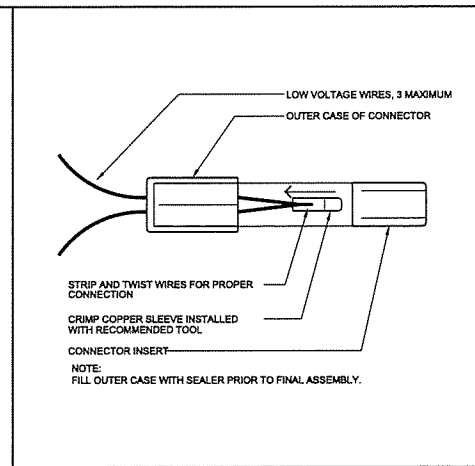 LOW VOLTAGE WIRES, 3 MAXIMUM
OUTER CASE OF CONNECTOR
STRIP AND TWIST WIRES FOR PROPER
CONNECTION
CRIMP COPPER SLEEVE INSTALLED
WITH RECOMMENDED TOOL
CONNECTOR INSERT
NOTE:
FILL OUTER CASE WITH SEALER PRIOR TO FINAL ASSEMBLY.